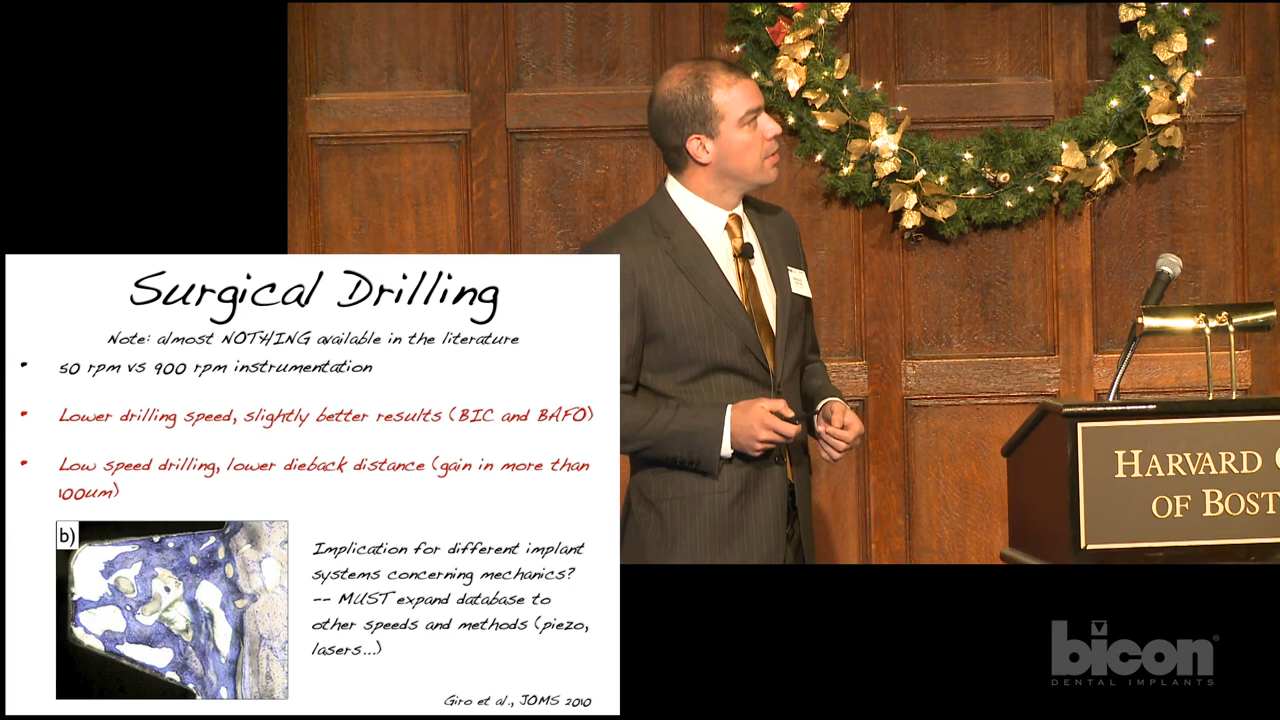 Surgical Drilling
Note: almost NOTHING available in the literature
• 50 rpm vs 900 rpm instrumentation
• Lower drilling speed, slightly better results (BIC and BAFO)
• Low speed drilling, lower dieback distance (gain in more than
100um)
b)
Implication for different implant
systems concerning mechanics?
-- MUST expand database to
other speeds and methods (piezo,
lasers...)
Giro et al., JOMS 2010
HARVARD
OF BOST
bicon®
DENTAL IMPLANTS